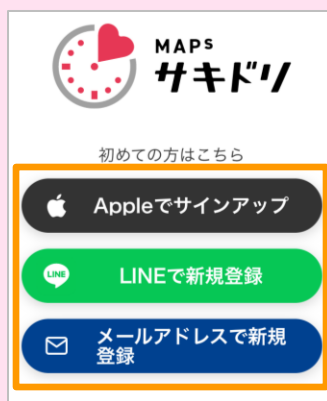 MAPs
サキドリ
初めての方はこちら
Appleでサインアップ
LINE
LINEで新規登録
メールアドレスで新規
登録